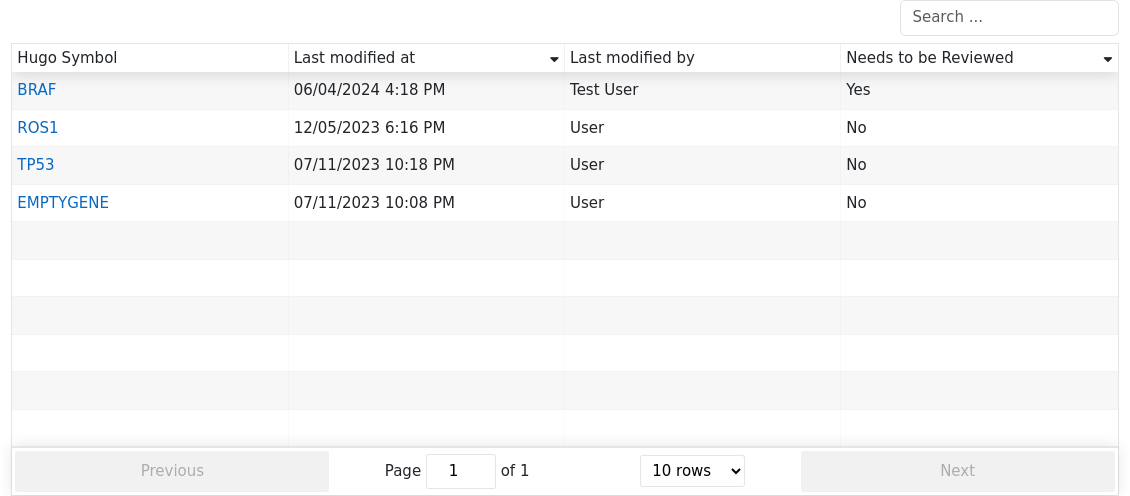 Search ...
Hugo Symbol Last modified at Last modified by Needs to be Reviewed
BRAF 06/04/2024 4:18 PM Test User Yes
ROS1 12/05/2023 6:16 PM User No
TP53 07/11/2023 10:18 PM User No
EMPTYGENE 07/11/2023 10:08 PM User No
Previous Page 1 of 1 10 rows Next